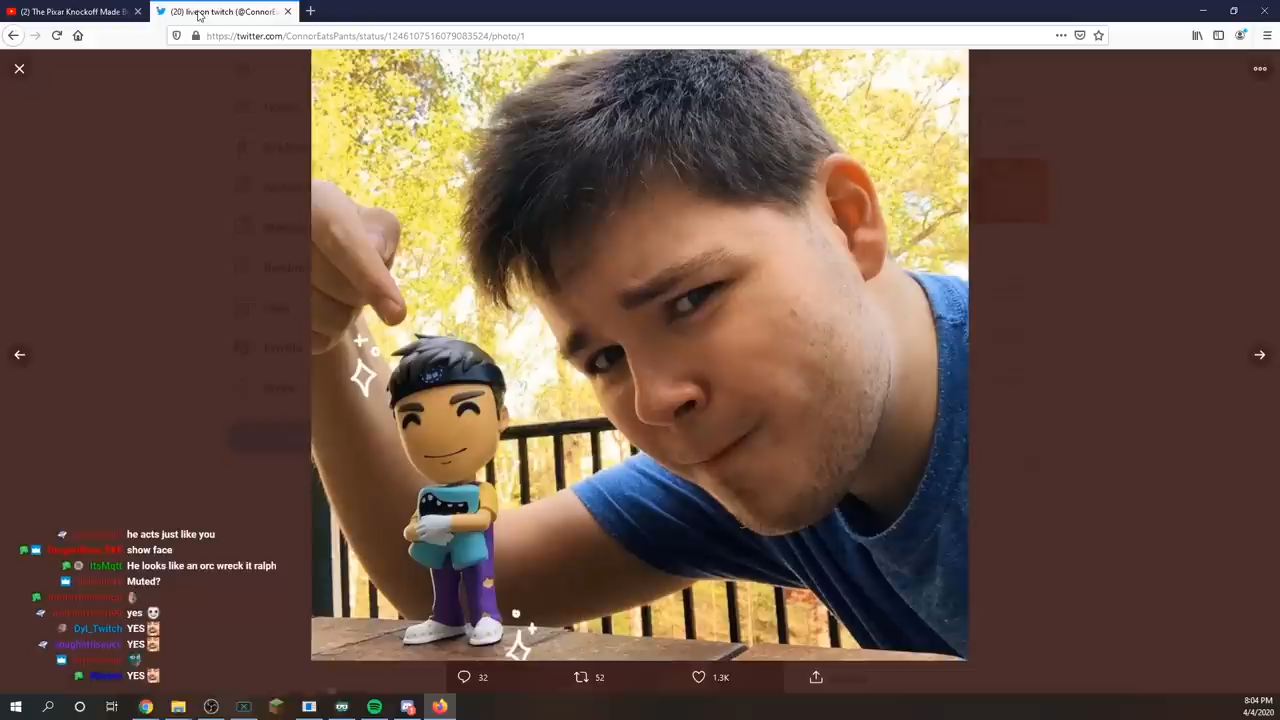 (2) The Pixar Knockoff Made B
(20) live on twitch (@ConnorE
https://twitter.com/ConnorEatsPants/status/1246107516079083524/photo/1
he acts just like you
show face
ItsMqtl He looks like an orc wreck it ralph
Muted?
yes
Dyl_Twitch YES
YES
YES
32
52
1.3K
8:04 PM
4/4/2020